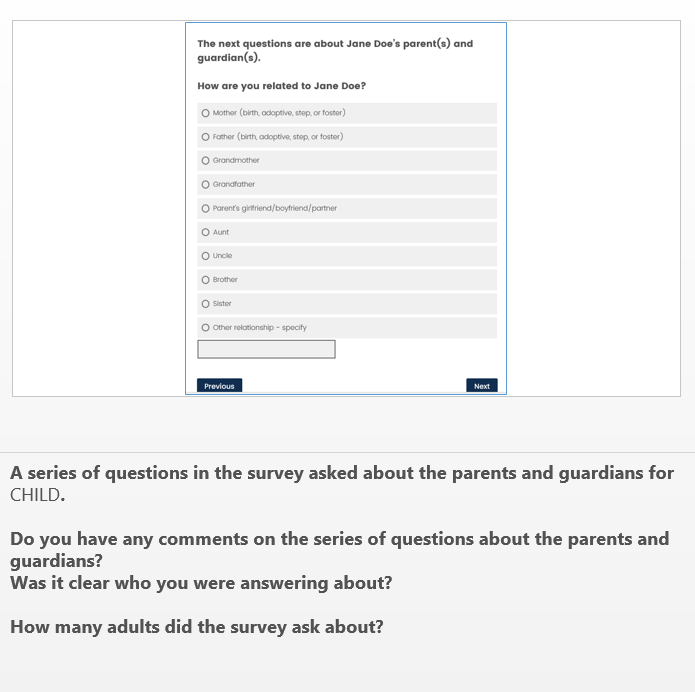 The next questions are about Jane Doe's parent(s) and
guardian(s).
How are you related to Jane Doe?
Mother (birth, adoptive, step, or foster)
Father (birth, adoptive, step, or foster)
Grandmother
Grandfather
Parent's girlfriend/boyfriend/partner
Aunt
Uncle
Brother
Sister
Other relationship - specify
Previous Next
A series of questions in the survey asked about the parents and guardians for
CHILD.
Do you have any comments on the series of questions about the parents and
guardians?
Was it clear who you were answering about?
How many adults did the survey ask about?